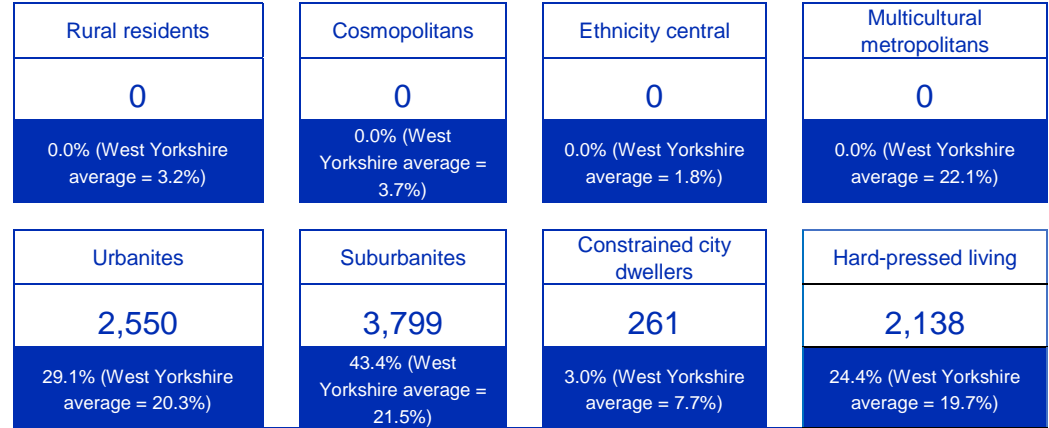 Rural residents
0
0.0% (West Yorkshire
average = 3.2%)
Cosmopolitans
0
0.0% (West
Yorkshire average =
3.7%)
Ethnicity central
0
0.0% (West Yorkshire
average = 1.8%)
Multicultural
metropolitans
0
0.0% (West Yorkshire
average = 22.1%)
Urbanites
2,550
29.1% (West Yorkshire
average = 20.3%)
Suburbanites
3,799
43.4% (West
Yorkshire average =
21.5%)
Constrained city
dwellers
261
3.0% (West Yorkshire
average = 7.7%)
Hard-pressed living
2,138
24.4% (West Yorkshire
average = 19.7%)